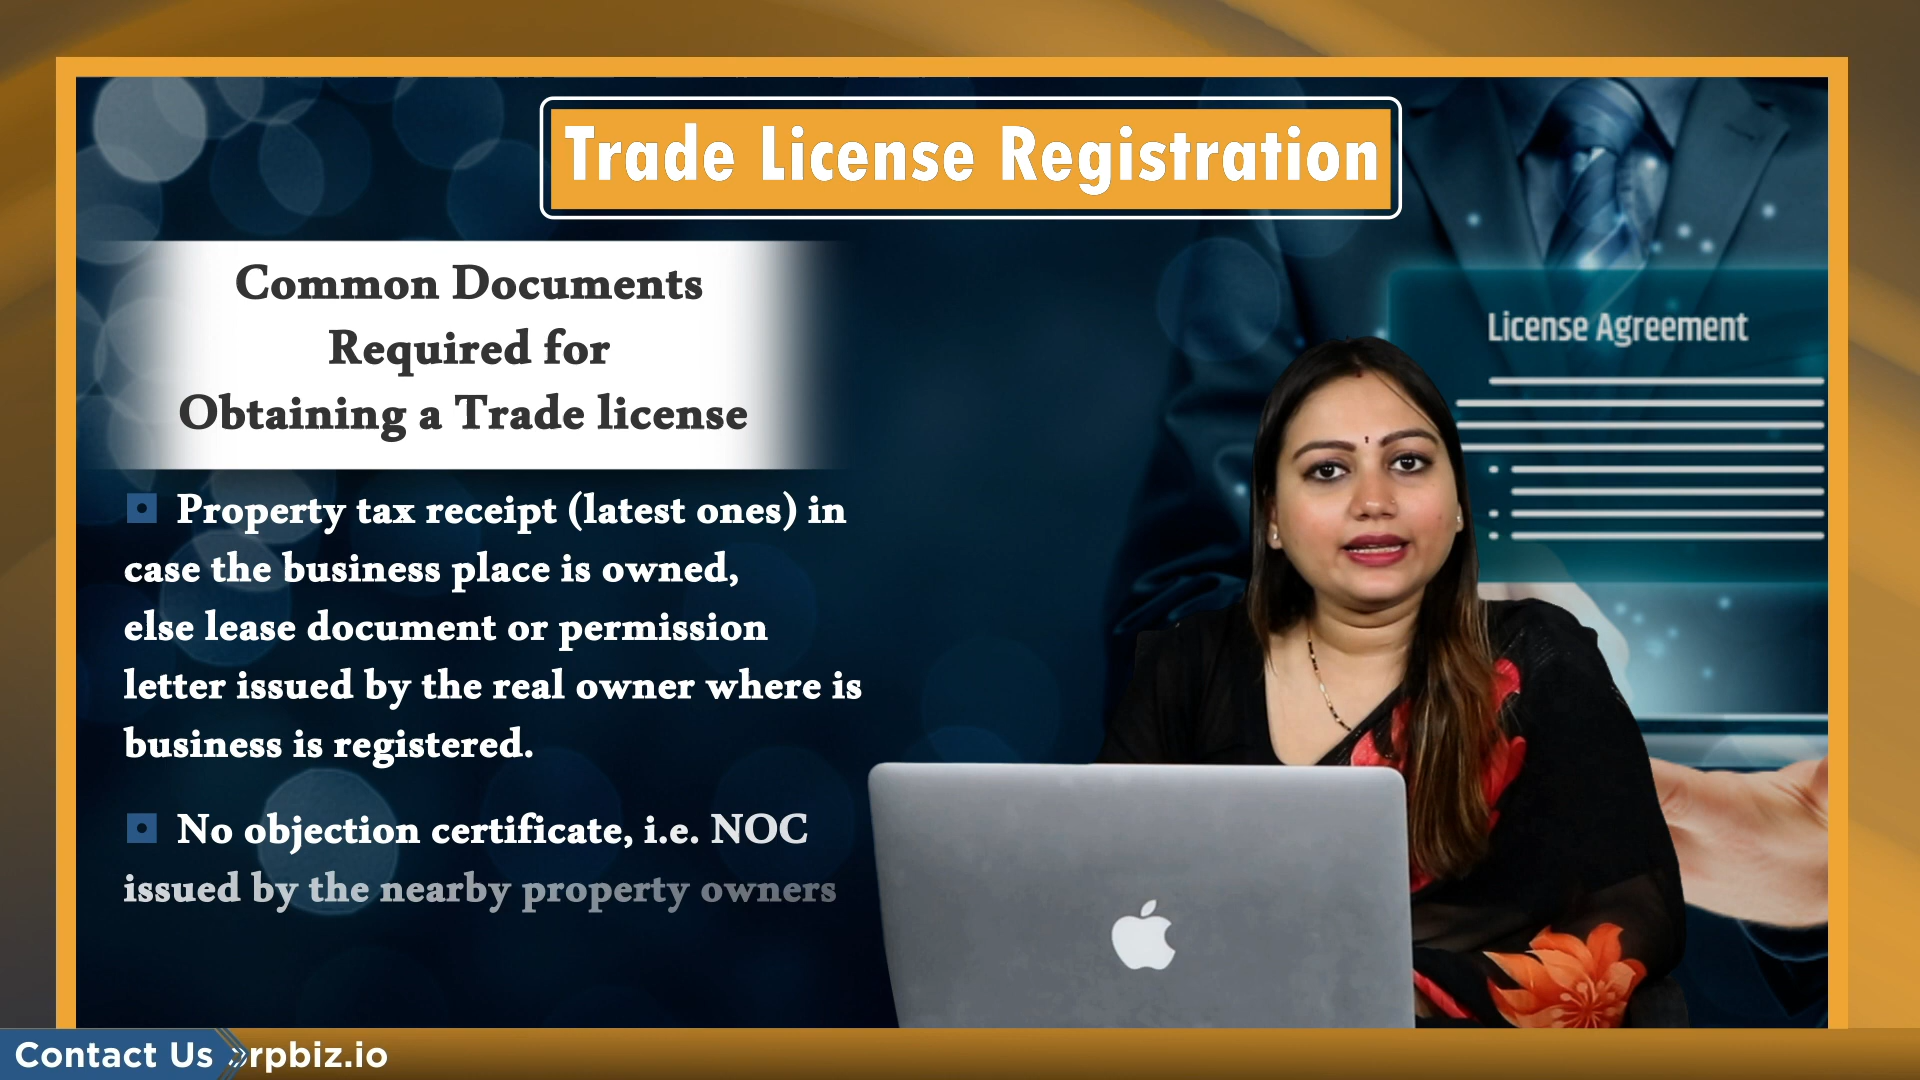 Trade License Registration
Common Documents
Required for
Obtaining a Trade license
Property tax receipt (latest ones) in
case the business place is owned,
else lease document or permission
letter issued by the real owner where is
business is registered.
No objection certificate, i.e. NOC
issued by the nearby property owners
License Agreement
Contact Us
rpbiz.io